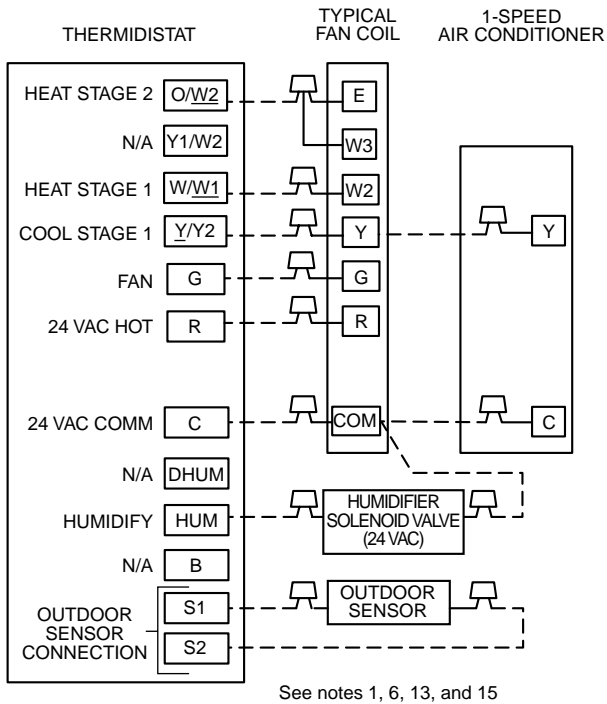 THERMIDISTAT
TYPICAL
FAN COIL
1-SPEED
AIR CONDITIONER
HEAT STAGE 2 O/W2 E
N/A Y1/W2 W3
HEAT STAGE 1 W/W1 W2
COOL STAGE 1 Y/Y2 Y Y
FAN G G
24 VAC HOT R R
24 VAC COMM C COM C
N/A DHUM
HUMIDIFY HUM
HUMIDIFIER
SOLENOID VALVE
(24 VAC)
N/A B
OUTDOOR
SENSOR
CONNECTION
S1
S2
OUTDOOR
SENSOR
See notes 1, 6, 13, and 15